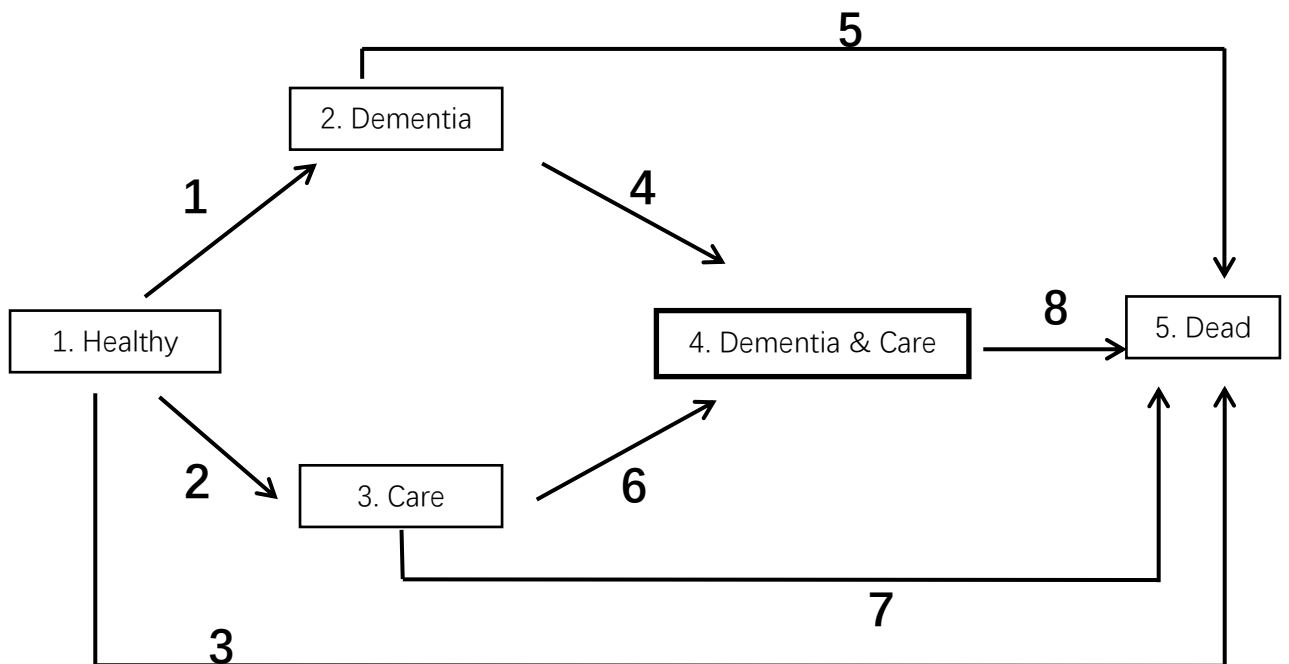 5
2. Dementia
1
4
8
1. Healthy
4. Dementia & Care
5. Dead
2
3. Care
6
7
3